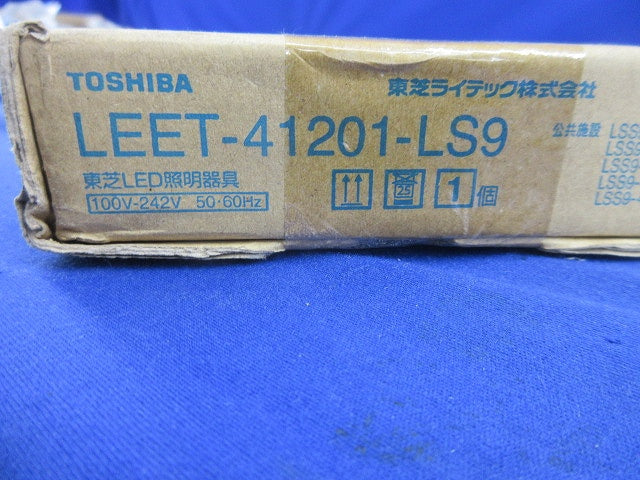 TOSHIBA
東芝ライテック株式会社
LEET-41201-LS9
公共施設
東芝LED照明器具
100V-242V 50·60Hz
25
1個